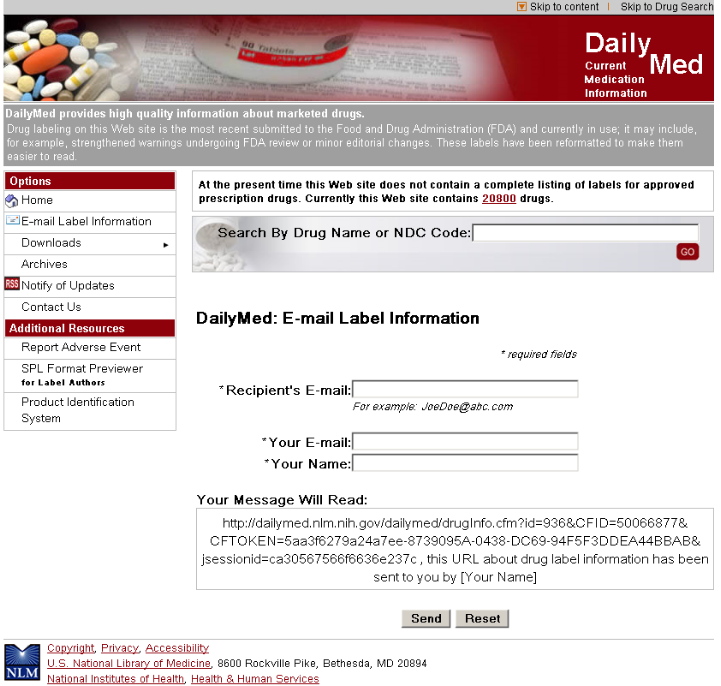 Skip to content | Skip to Drug Search
90 Tablets
Daily
Med
Current
Medication
Information
DailyMed provides high quality information about marketed drugs.
Drug labeling on this Web site is the most recent submitted to the Food and Drug Administration (FDA) and currently in use; it may include,
for example, strengthened warnings undergoing FDA review or minor editorial changes. These labels have been reformatted to make them
easier to read.
Options
Home
E-mail Label Information
Downloads
Archives
RSS Notify of Updates
Contact Us
Additional Resources
Report Adverse Event
SPL Format Previewer
for Label Authors
Product Identification
System
At the present time this Web site does not contain a complete listing of labels for approved
prescription drugs. Currently this Web site contains 20800 drugs.
Search By Drug Name or NDC Code:
GO
DailyMed: E-mail Label Information
* required fields
*Recipient's E-mail:
For example: JoeDoe@abc.com
*Your E-mail:
*Your Name:
Your Message Will Read:
http://dailymed.nlm.nih.gov/dailymed/drugInfo.cfm?id=936&CFID=50066877&
CFTOKEN=5aa3f6279a24a7ee-8739095A-0438-DC69-94F5F3DDEA44BBAB&
jsessionid=ca30567566f6636e237c , this URL about drug label information has been
sent to you by [Your Name]
Send Reset
NLM
Copyright, Privacy, Accessibility
U.S. National Library of Medicine, 8600 Rockville Pike, Bethesda, MD 20894
National Institutes of Health, Health & Human Services